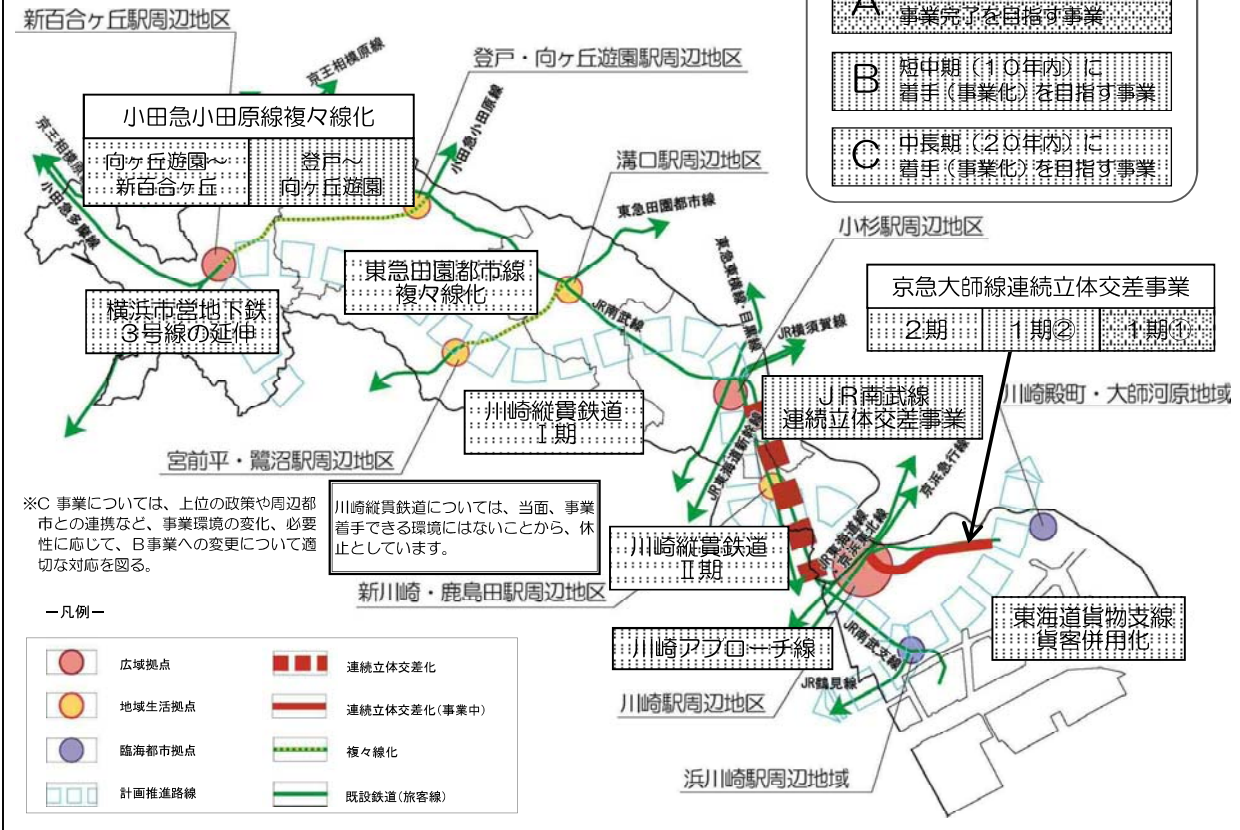 新百合ヶ丘駅周辺地区
京王相模原線
登戸・向ヶ丘遊園駅周辺地区
A
事業完了を目指す事業
B
短中期（１０年内）に
着手（事業化）を目指す事業
C
中長期（２０年内）に
着手（事業化）を目指す事業
小田急小田原線複々線化
向ヶ丘遊園～
新百合ヶ丘
登戸～
向ヶ丘遊園
京王相模原
小田急多摩線
小田急小田原線
溝口駅周辺地区
東急田園都市線
小杉駅周辺地区
東急東横線・目黒線
JR横須賀線
横浜市営地下鉄
３号線の延伸
東急田園都市線
複々線化
JR南武線
京急大師線連続立体交差事業
２期
１期②
１期①
川崎殿町・大師河原地域
川崎縦貫鉄道
Ⅰ期
ＪＲ南武線
連続立体交差事業
宮前平・鷺沼駅周辺地区
JR東海道新幹線
京浜急行線
※C 事業については、上位の政策や周辺都
市との連携など、事業環境の変化、必要
性に応じて、B事業への変更について適
切な対応を図る。
川崎縦貫鉄道については、当面、事業
着手できる環境にはないことから、休
止としています。
川崎縦貫鉄道
Ⅱ期
JR東海道線
・京浜東北線
新川崎・鹿島田駅周辺地区
東海道貨物支線
貨客併用化
川崎アプローチ線
JR南武支線
JR鶴見線
川崎駅周辺地区
浜川崎駅周辺地域
－凡例－
広域拠点
連続立体交差化
地域生活拠点
連続立体交差化(事業中)
臨海都市拠点
複々線化
計画推進路線
既設鉄道(旅客線)